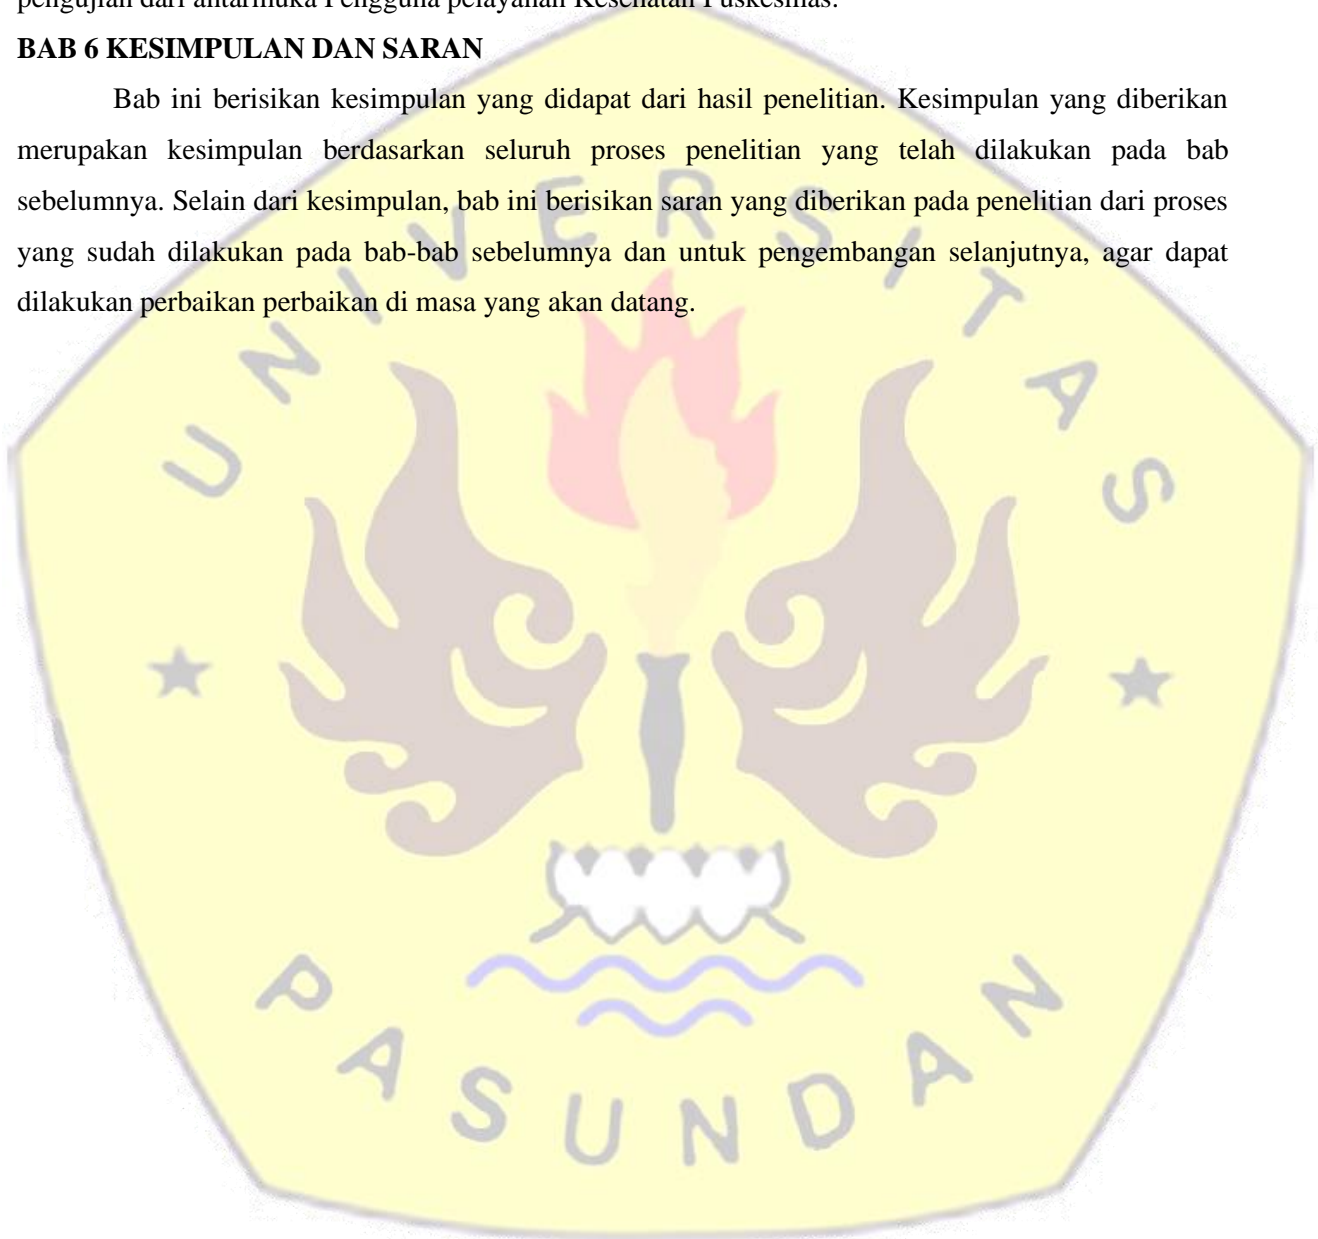 pengujian dari antarmuka Pengguna pelayanan Kesehatan Puskesmas.
BAB 6 KESIMPULAN DAN SARAN
Bab ini berisikan kesimpulan yang didapat dari hasil penelitian. Kesimpulan yang diberikan
merupakan kesimpulan berdasarkan seluruh proses penelitian yang telah dilakukan pada bab
sebelumnya. Selain dari kesimpulan, bab ini berisikan saran yang diberikan pada penelitian dari proses
yang sudah dilakukan pada bab-bab sebelumnya dan untuk pengembangan selanjutnya, agar dapat
dilakukan perbaikan perbaikan di masa yang akan datang.
UNIVERSITAS
PASUNDAN